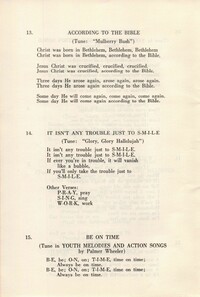 13. ACCORDING TO THE BIBLE
(Tune: "Mulberry Bush")
Christ was born in Bethlehem, Bethlehem, Bethlehem
Christ was born in Bethlehem, according to the Bible.
Jesus Christ was crucified, crucified, crucified.
Jesus Christ was crucified, according to the Bible.
Three days He arose again, arose again, arose again.
Three days He arose again, according to the Bible.
Some day He will come again, come again, come again.
Some day He will come again, according to the Bible.
14. IT ISN'T ANY TROUBLE JUST TO S-M-I-L-E
(Tune: "Glory, Glory Hallelujah")
It isn't any trouble just to S-M-I-L-E.
It isn't any trouble just to S-M-I-L-E.
If ever you're in trouble, it will vanish
like a bubble,
If you'll only take the trouble just to
S-M-I-L-E.
Other Verses:
P-R-A-Y, pray
S-I-N-G, sing
W-O-R-K, work
15. BE ON TIME
(Tune in YOUTH MELODIES AND ACTION SONGS
by Palmer Wheeler)
B-E, be; O-N, on; T-I-M-E, time on time;
Always be on time.
B-E, be; O-N, on; T-I-M-E, time on time;
Always be on time.